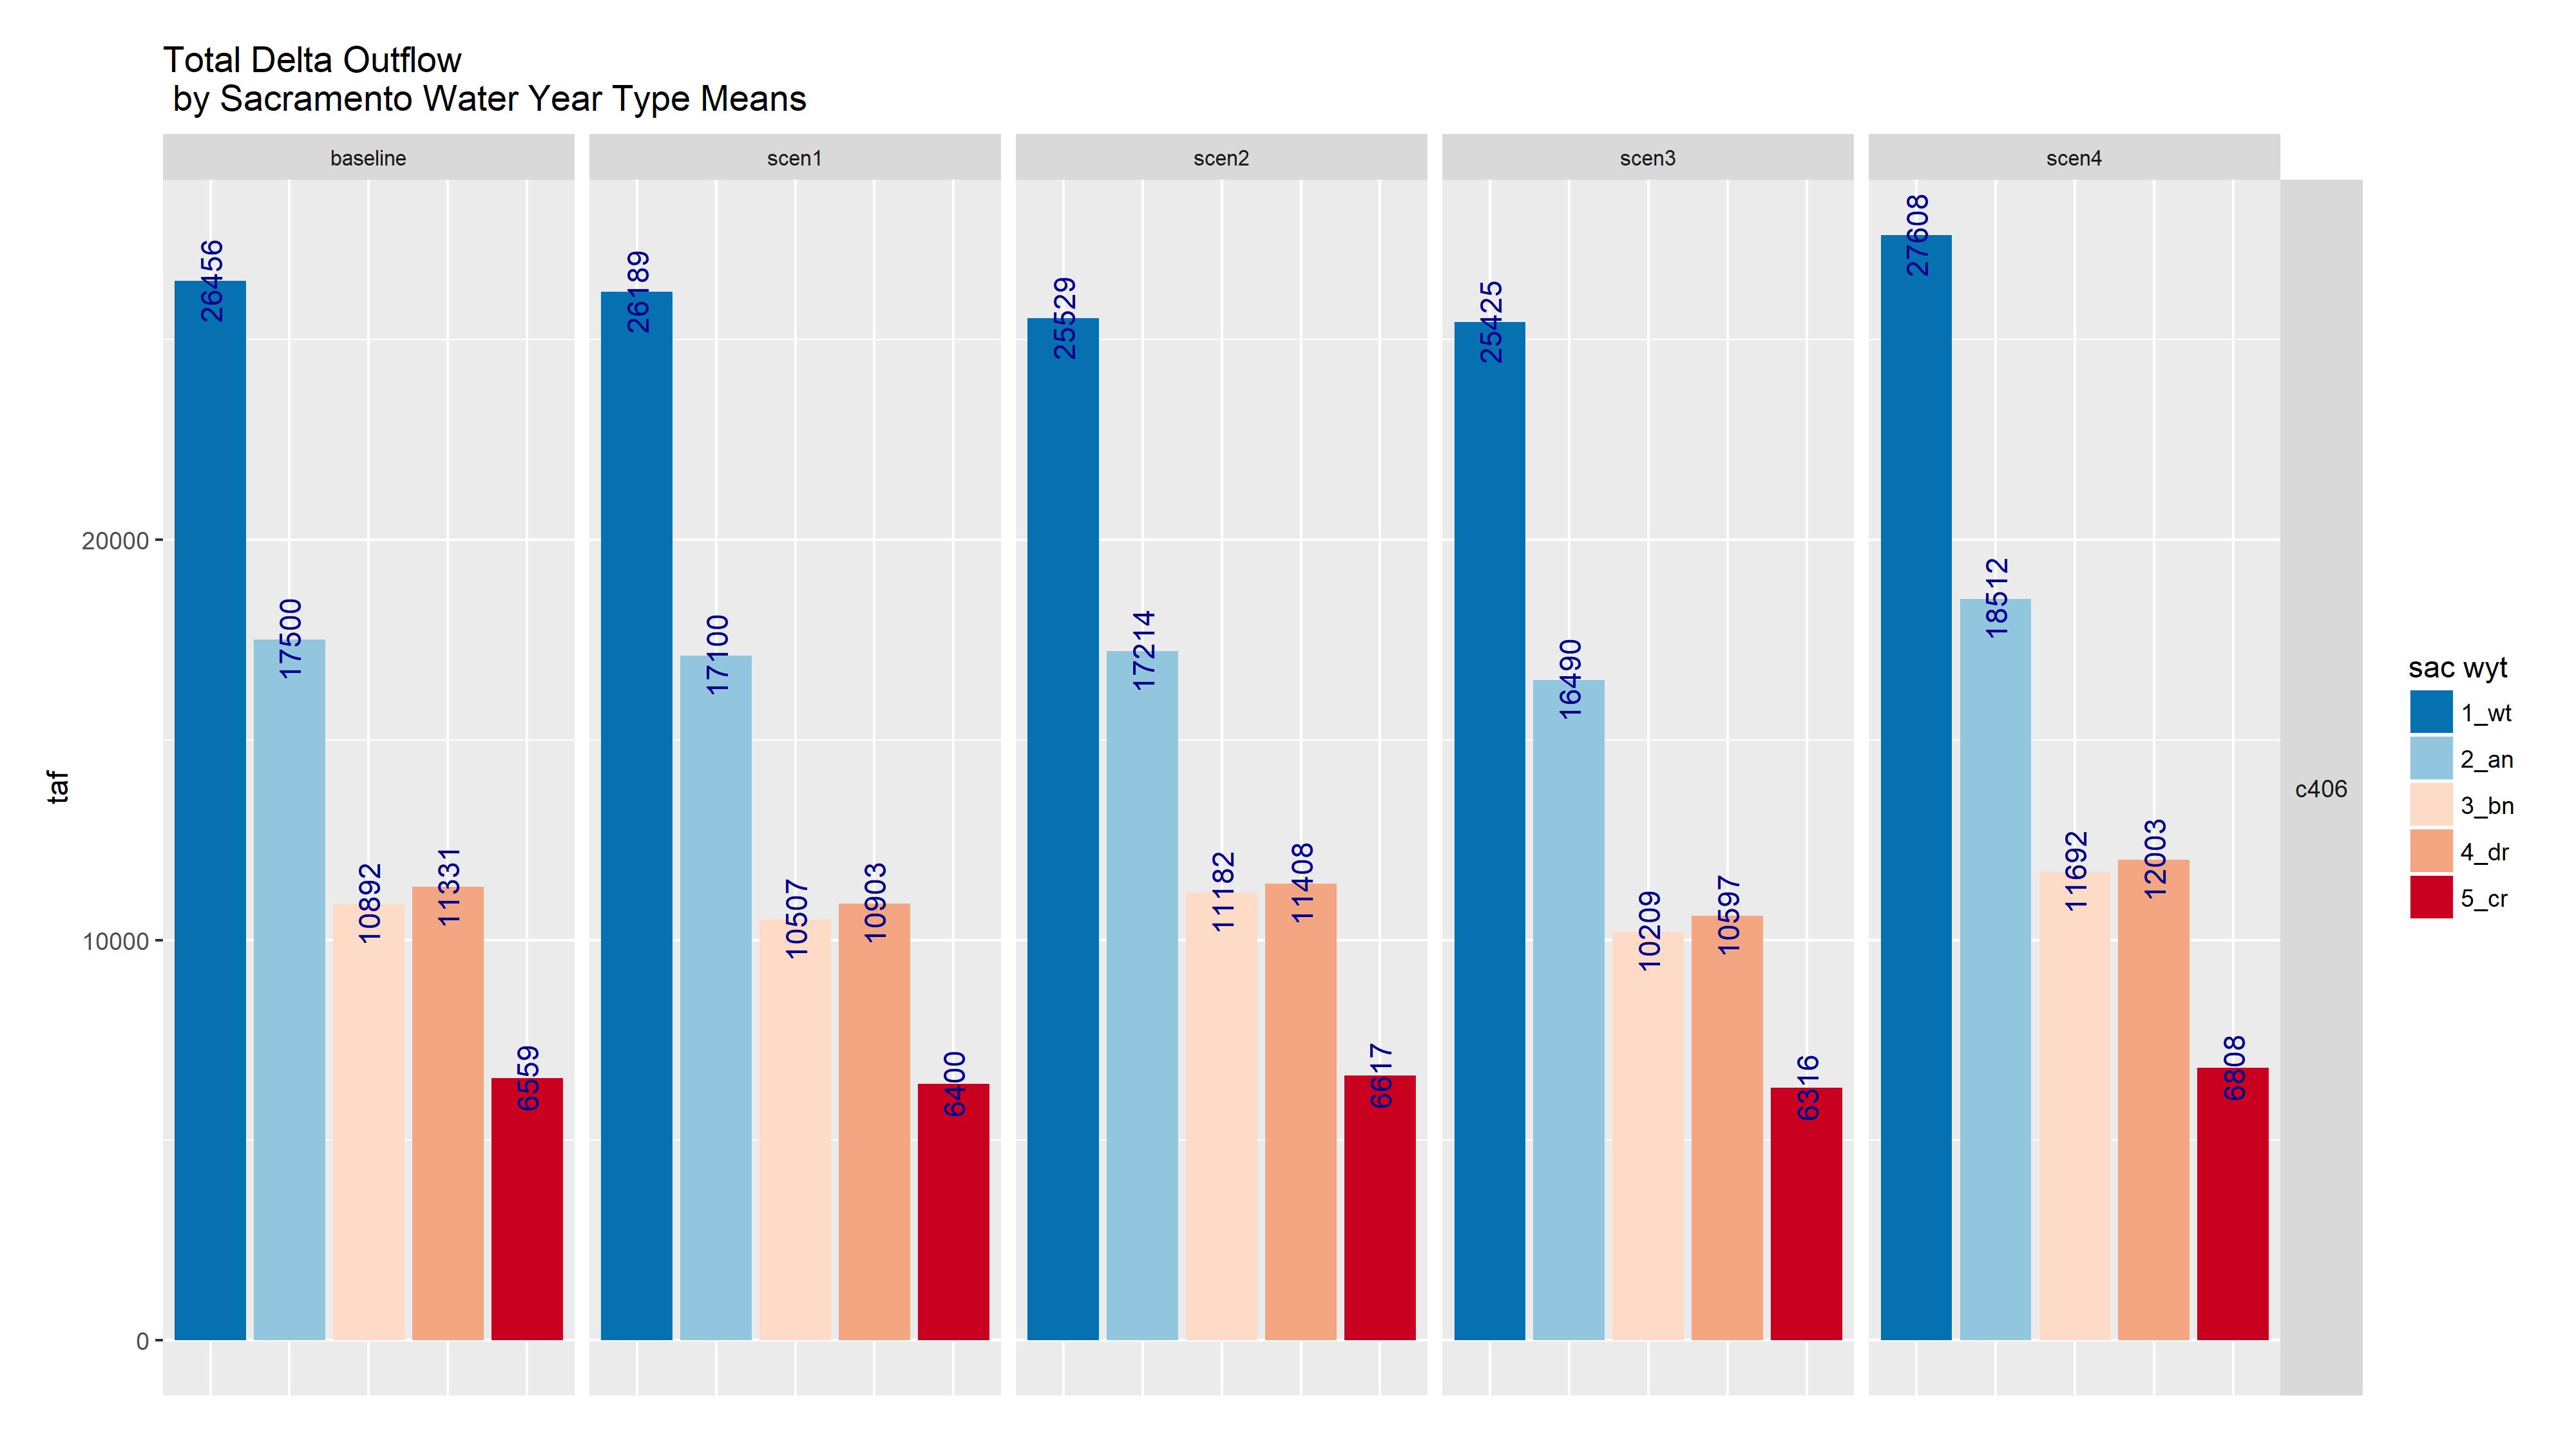 Total Delta Outflow
by Sacramento Water Year Type Means
baseline
scen1
scen2
scen3
scen4
taf
20000
10000
0
26456
17500
10892
11331
6559
26189
17100
10507
10903
6400
25529
17214
11182
11408
6617
25425
16490
10209
10597
6316
27608
18512
11692
12003
6808
c406
sac wyt
1_wt
2_an
3_bn
4_dr
5_cr